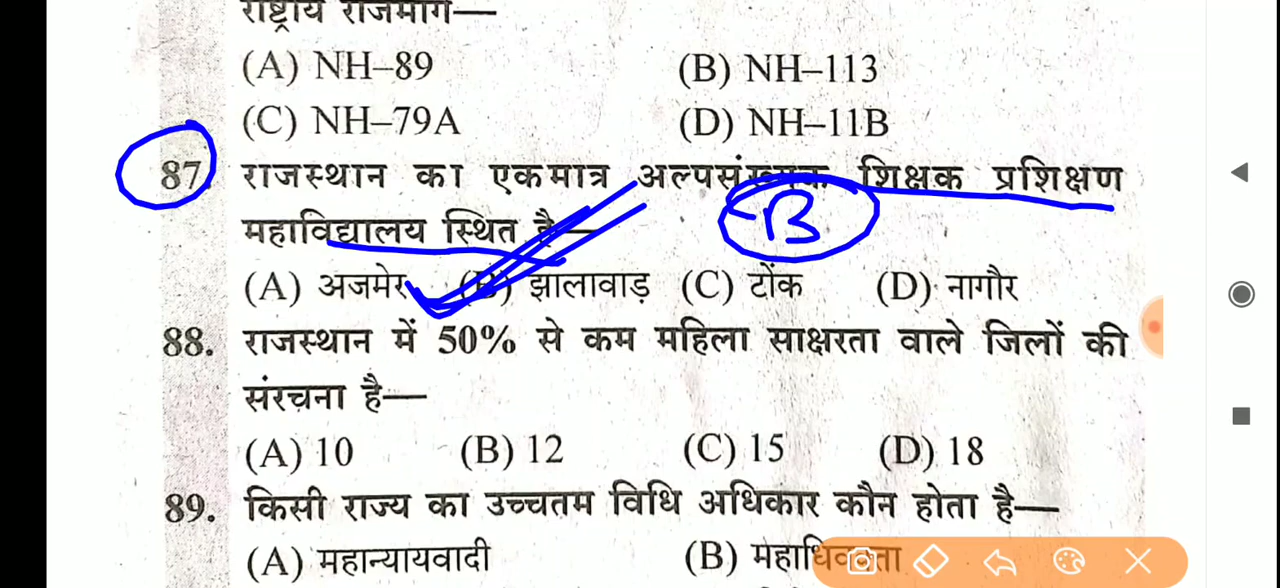 राष्ट्रीय राजमार्ग—
(A) NH–89 (B) NH–113
(C) NH–79A (D) NH–11B
87. राजस्थान का एकमात्र अल्पसंख्यक शिक्षक प्रशिक्षण
महाविद्यालय स्थित है—
B
(A) अजमेर (B) झालावाड़ (C) टोंक (D) नागौर
88. राजस्थान में 50% से कम महिला साक्षरता वाले जिलों की
संरचना है—
(A) 10 (B) 12 (C) 15 (D) 18
89. किसी राज्य का उच्चतम विधि अधिकार कौन होता है—
(A) महान्यायवादी (B) महाधिवक्ता